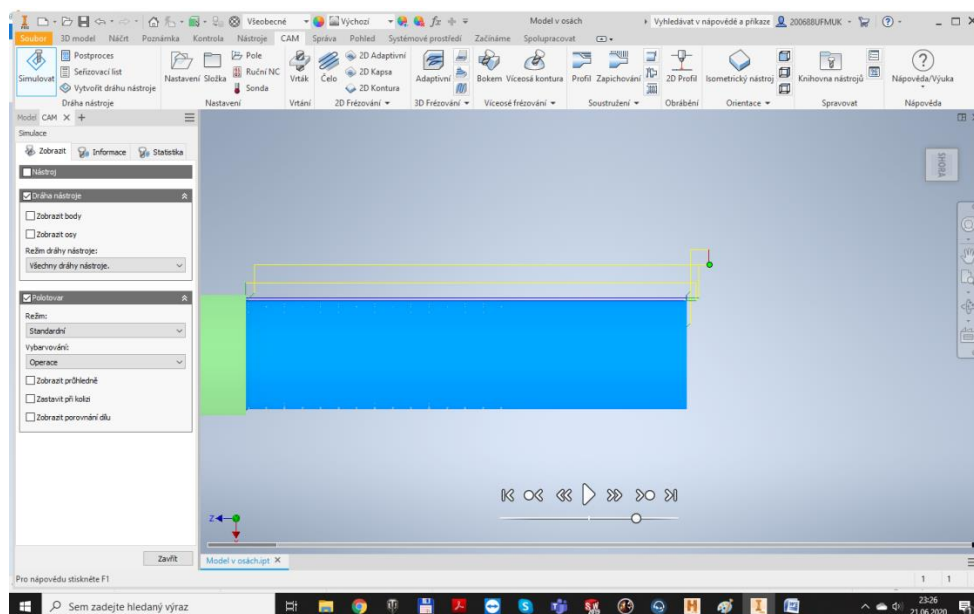 Všeobecné
Výchozí
Model v osách
Vyhledávat v nápovědě a příkaze
200688UFMUK
Soubor 3D model Náčrt Poznámka Kontrola Nástroje CAM Správa Pohled Systémové prostředí Začínáme Spolupracovat
Simulovat
Postproces
Seřizovací list
Vytvořit dráhu nástroje
Dráha nástroje
Nastavení Složka
Pole
Ruční NC
Sonda
Nastavení
Vrták
Vrtání
Čelo
2D Adaptivní
2D Kapsa
2D Kontura
2D Frézování
Adaptivní
3D Frézování
Bokem Víceosá kontura
Víceosé frézování
Profil Zapichování
Soustružení
2D Profil
Obrábění
Isometrický nástroj
Orientace
Knihovna nástrojů
Spravovat
Nápověda/Výuka
Nápověda
Model CAM X +
Simulace
Zobrazit Informace Statistika
Nástroj
Dráha nástroje
Zobrazit body
Zobrazit osy
Režim dráhy nástroje:
Všechny dráhy nástroje.
Polotovar
Režim:
Standardní
Vybarvování:
Operace
Zobrazit průhledně
Zastavit při kolizi
Zobrazit porovnání dílu
Zavřít
SHORA
Z
Model v osách.ipt X
Pro nápovědu stiskněte F1
1 1
Sem zadejte hledaný výraz
23:26
21.06.2020